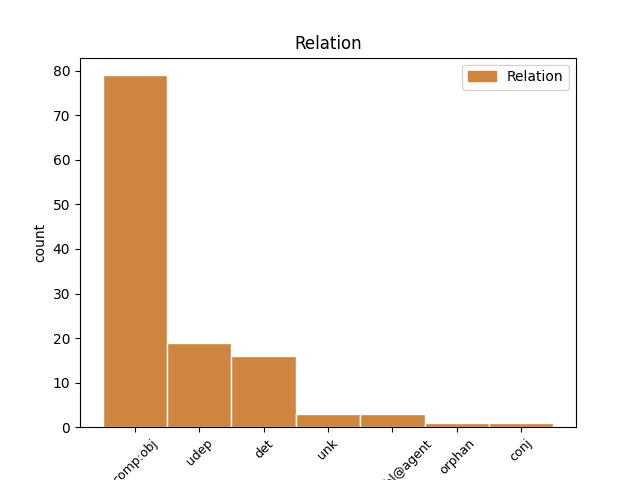 Relation
Relation
count
80
70
60
50
40
30
20
10
0
comp:obj
udep
det
unk
@agent
orphan
conj